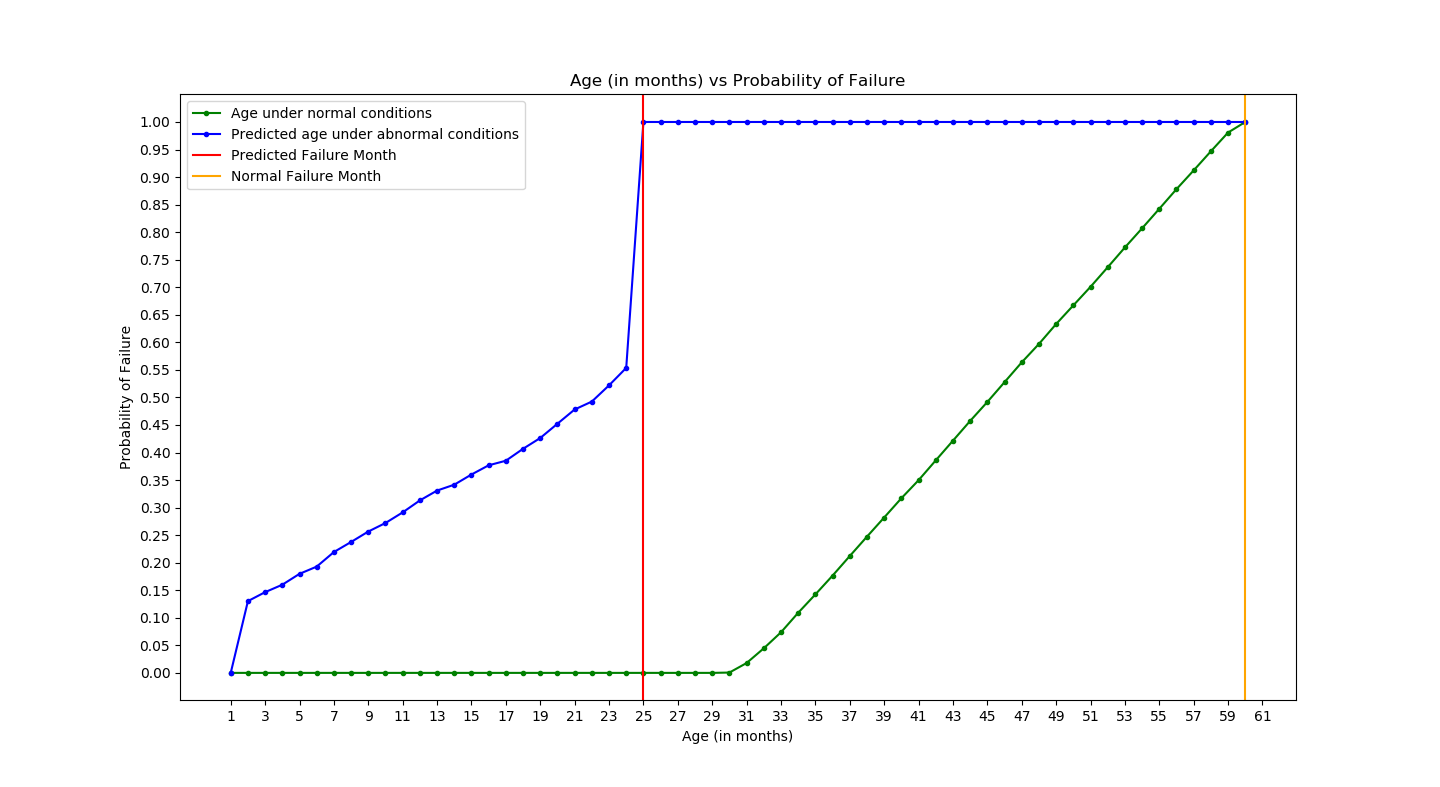 Age (in months) vs Probability of Failure
Age under normal conditions
Predicted age under abnormal conditions
Predicted Failure Month
Normal Failure Month
Probability of Failure
1.00
0.95
0.90
0.85
0.80
0.75
0.70
0.65
0.60
0.55
0.50
0.45
0.40
0.35
0.30
0.25
0.20
0.15
0.10
0.05
0.00
1 3 5 7 9 11 13 15 17 19 21 23 25 27 29 31 33 35 37 39 41 43 45 47 49 51 53 55 57 59 61
Age (in months)